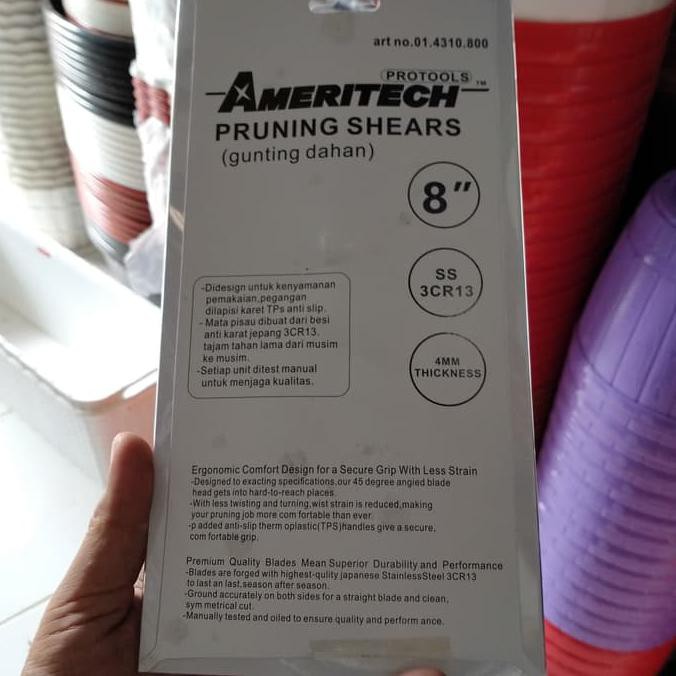 art no.01.4310.800
PROTOOLS
AMERITECH™
PRUNING SHEARS
(gunting dahan)
8"
SS
3CR13
4MM
THICKNESS
-Didesign untuk kenyamanan
pemakaian,pegangan
dilapisi karet TPs anti slip.
-Mata pisau dibuat dari besi
anti karat jepang 3CR13,
tajam tahan lama dari musim
ke musim.
-Setiap unit ditest manual
untuk menjaga kualitas.
Ergonomic Comfort Design for a Secure Grip With Less Strain
-Designed to exacting specifications,our 45 degree angied blade
head gets into hard-to-reach places.
-With less twisting and turning,wist strain is reduced,making
your pruning job more com fortable than ever.
-p added anti-slip therm oplastic(TPS)handles give a secure,
com fortable grip.
Premium Quality Blades Mean Superior Durability and Performance
-Blades are forged with highest-qulity japanese StainlessSteel 3CR13
to last an last,season after season.
-Ground accurately on both sides for a straight blade and clean,
sym metrical cut.
-Manually tested and oiled to ensure quality and perform ance.